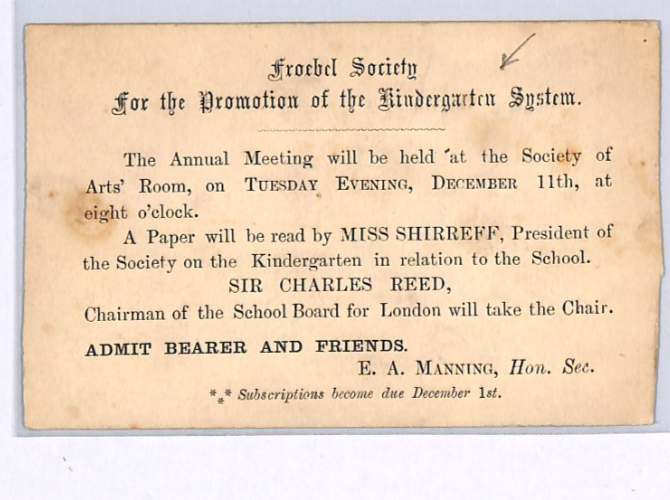 Froebel Society
For the Promotion of the Kindergarten System.
The Annual Meeting will be held at the Society of
Arts' Room, on TUESDAY EVENING, DECEMBER 11th, at
eight o'clock.
A Paper will be read by MISS SHIRREFF, President of
the Society on the Kindergarten in relation to the School.
SIR CHARLES REED,
Chairman of the School Board for London will take the Chair.
ADMIT BEARER AND FRIENDS.
E. A. MANNING, Hon. Sec.
*** Subscriptions become due December 1st.